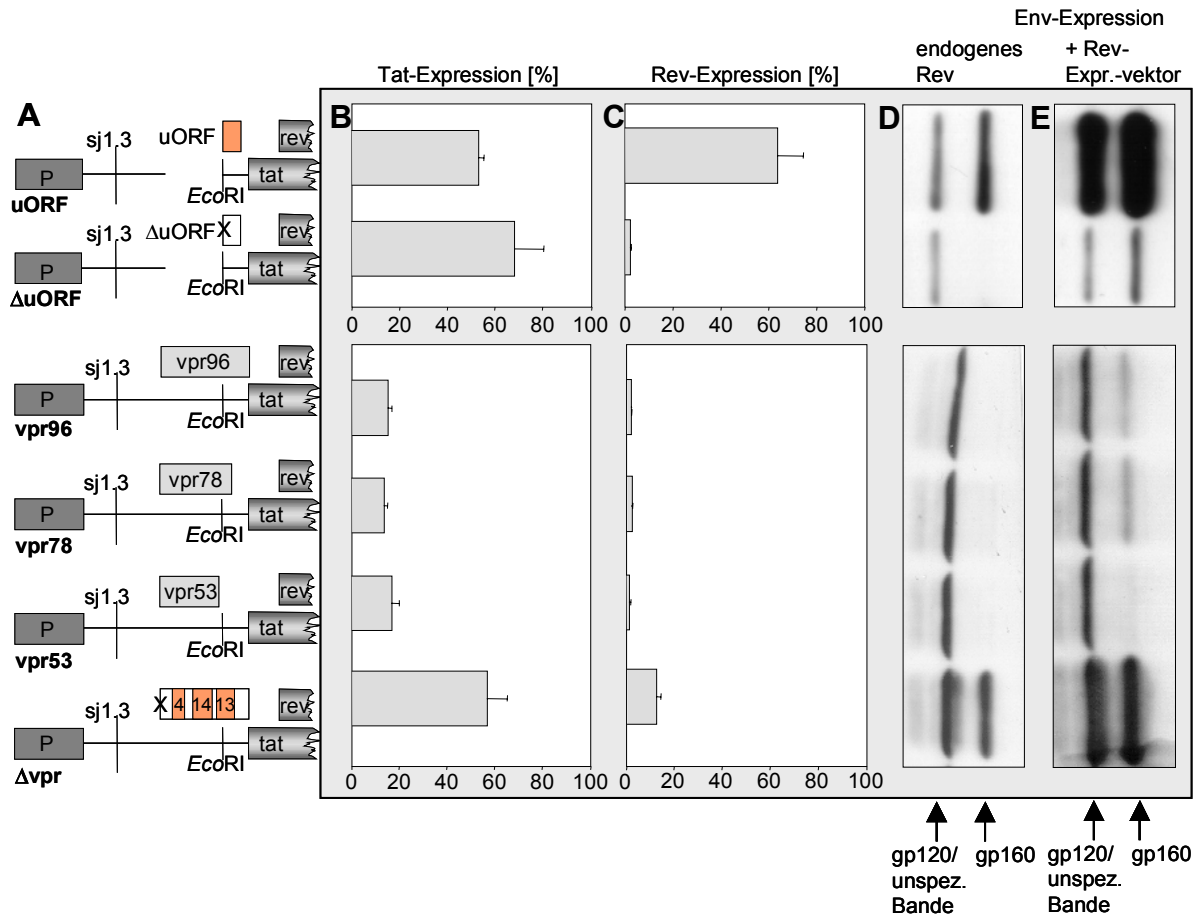 Env-Expression
endogenes
Rev
+ Rev-
Expr.-vektor
Tat-Expression [%]
Rev-Expression [%]
A
B
C
D
E
sj1.3
uORF
rev
P
tat
EcoRI
uORF
sj1.3
ΔuORF
X
rev
P
tat
EcoRI
ΔuORF
0 20 40 60 80 100
0 20 40 60 80 100
sj1.3
vpr96
rev
P
tat
EcoRI
vpr96
sj1.3
vpr78
rev
P
tat
EcoRI
vpr78
sj1.3
vpr53
rev
P
tat
EcoRI
vpr53
sj1.3
X 4 14 13
rev
P
tat
EcoRI
Δvpr
0 20 40 60 80 100
0 20 40 60 80 100
gp120/
unspez.
Bande
gp160
gp120/
unspez.
Bande
gp160